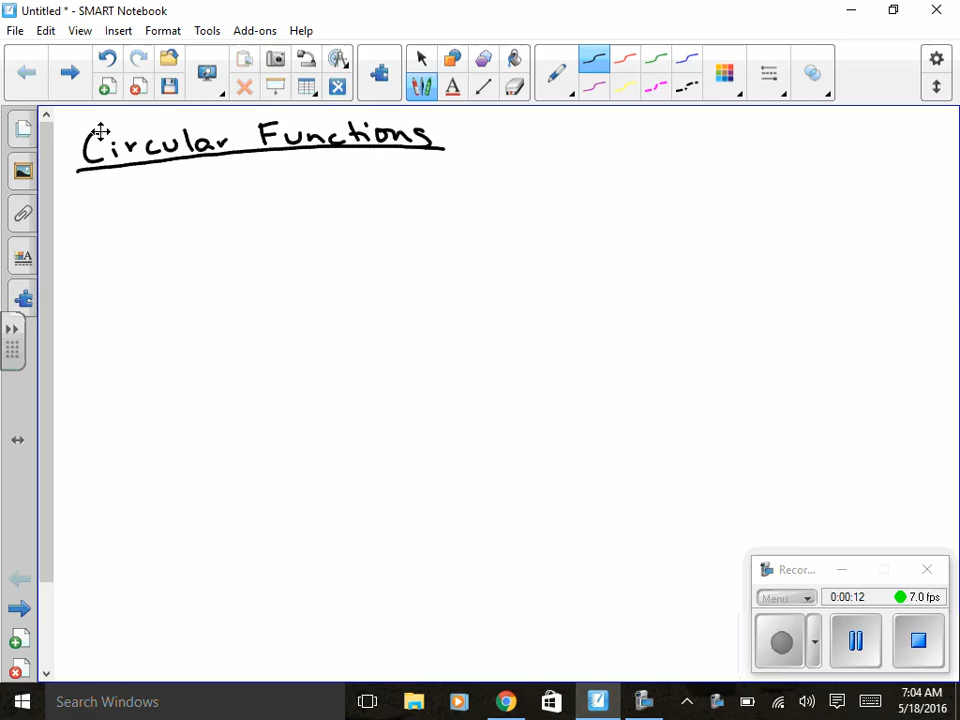 Untitled * - SMART Notebook
File Edit View Insert Format Tools Add-ons Help
Circular Functions
Recor...
Menu 0:00:12 7.0 fps
Search Windows
7:04 AM
5/18/2016